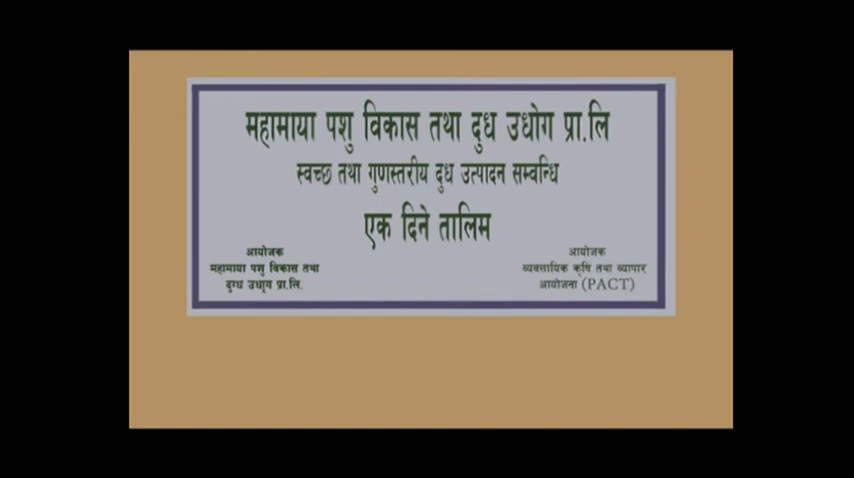 महामाया पशु विकास तथा दुध उधोग प्रा.लि
स्वच्छ तथा गुणस्तरीय दुध उत्पादन सम्वन्धि
एक दिने तालिम
आयोजक
महामाया पशु विकास तथा
दुग्ध उधृग प्रा.लि.
आयोजक
व्यवसायिक कृषि तथा व्यापार
आयोजना (PACT)